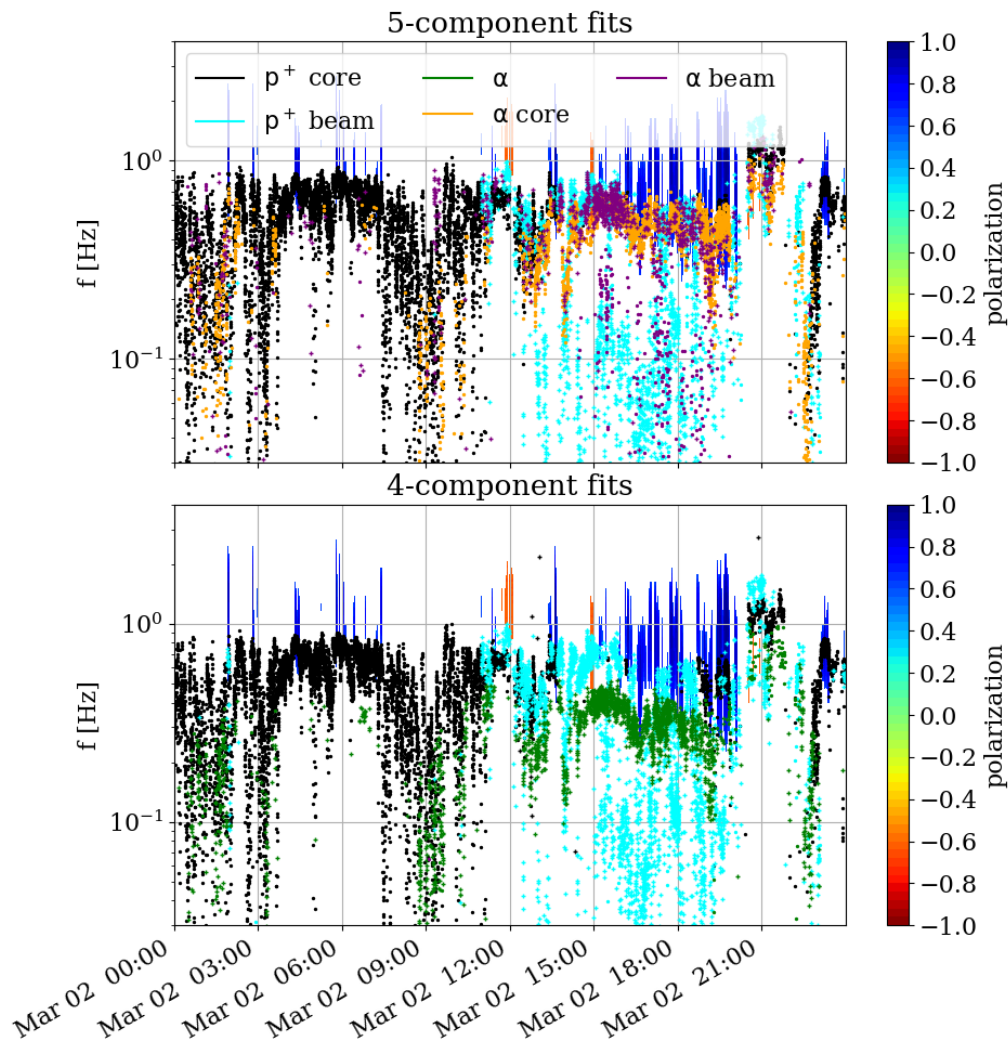 5-component fits
p⁺ core
α
α beam
p⁺ beam
α core
f [Hz]
10⁰
10⁻¹
1.0
0.8
0.6
0.4
0.2
0.0
−0.2
−0.4
−0.6
−0.8
−1.0
polarization
4-component fits
f [Hz]
10⁰
10⁻¹
1.0
0.8
0.6
0.4
0.2
0.0
−0.2
−0.4
−0.6
−0.8
−1.0
polarization
Mar 02 00:00
Mar 02 03:00
Mar 02 06:00
Mar 02 09:00
Mar 02 12:00
Mar 02 15:00
Mar 02 18:00
Mar 02 21:00